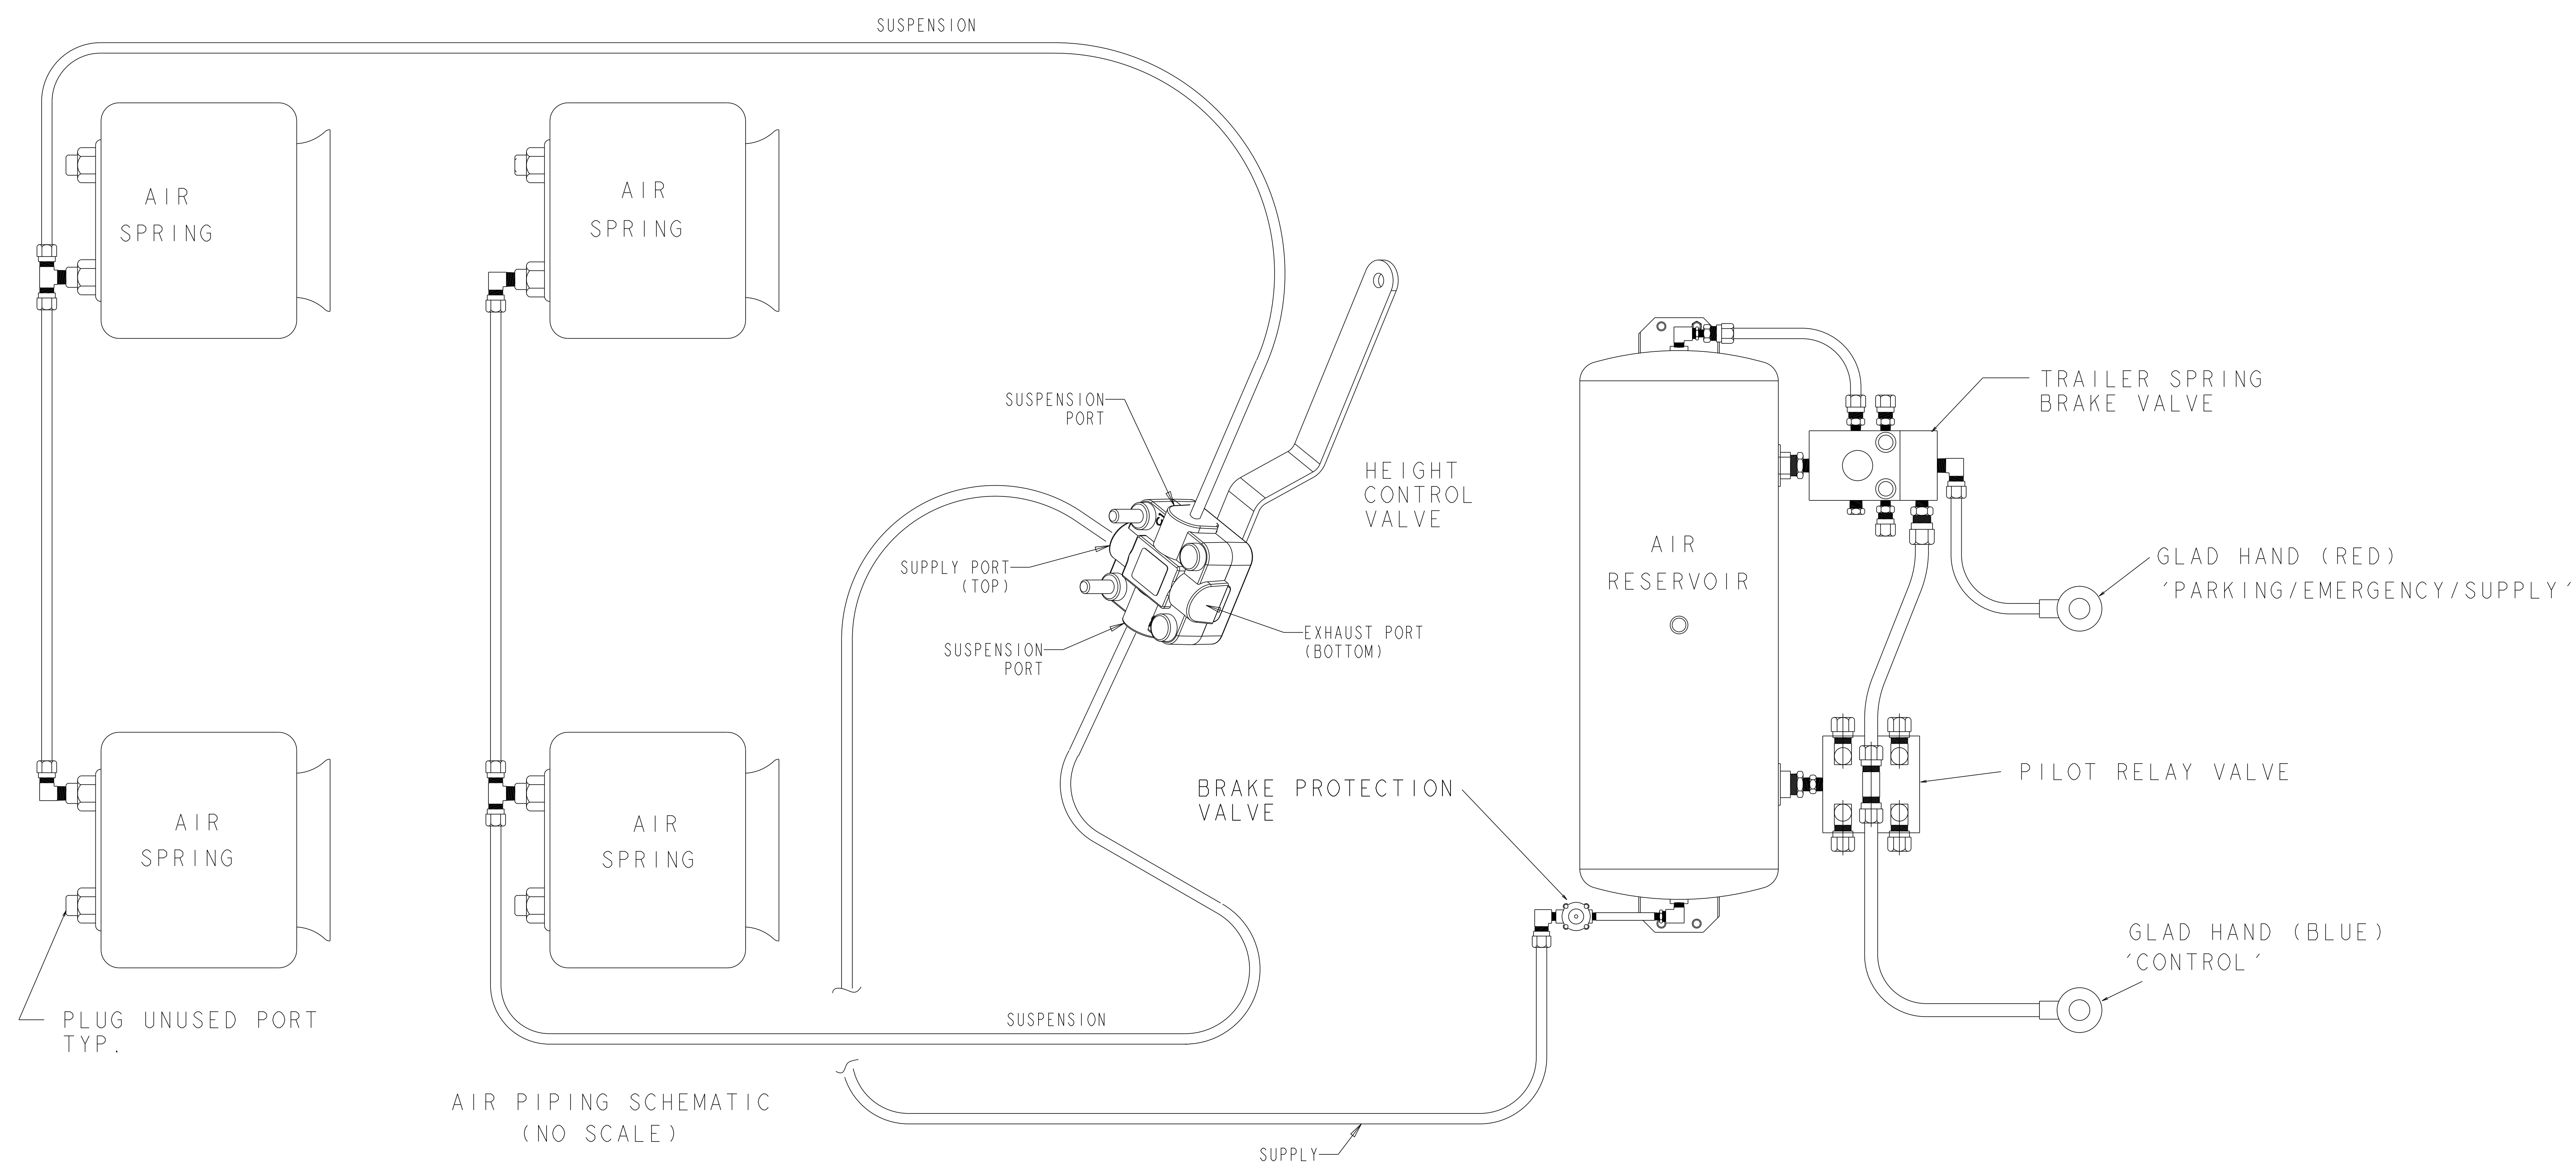 SUSPENSION
AIR
SPRING
AIR
SPRING
SUSPENSION
PORT
HEIGHT
CONTROL
VALVE
SUPPLY PORT
(TOP)
EXHAUST PORT
(BOTTOM)
SUSPENSION
PORT
AIR
RESERVOIR
TRAILER SPRING
BRAKE VALVE
GLAD HAND (RED)
'PARKING/EMERGENCY/SUPPLY'
PILOT RELAY VALVE
BRAKE PROTECTION
VALVE
AIR
SPRING
AIR
SPRING
GLAD HAND (BLUE)
'CONTROL'
PLUG UNUSED PORT
TYP.
SUSPENSION
AIR PIPING SCHEMATIC
(NO SCALE)
SUPPLY